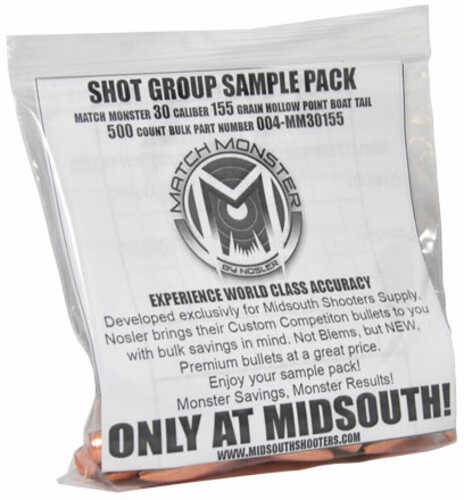 SHOT GROUP SAMPLE PACK
MATCH MONSTER 30 CALIBER 155 GRAIN HOLLOW POINT BOAT TAIL
500 COUNT BULK PART NUMBER 004-MM30155
MATCH MONSTER
BY NOSLER
EXPERIENCE WORLD CLASS ACCURACY
Developed exclusivly for Midsouth Shooters Supply,
Nosler brings their Custom Competiton bullets to you
with bulk savings in mind. Not Blems, but NEW,
Premium bullets at a great price.
Enjoy your sample pack!
Monster Savings, Monster Results!
ONLY AT MIDSOUTH!
WWW.MIDSOUTHSHOOTERS.COM